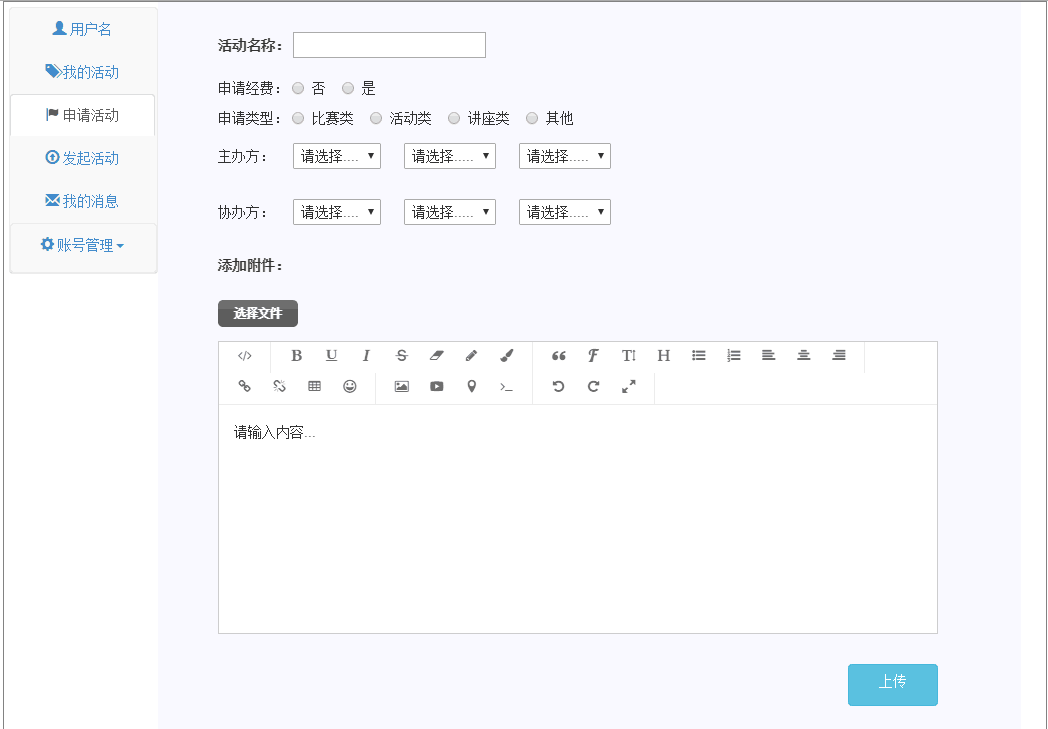 用户名
我的活动
申请活动
发起活动
我的消息
账号管理
活动名称：
申请经费： 否 是
申请类型： 比赛类 活动类 讲座类 其他
主办方： 请选择.... 请选择..... 请选择.....
协办方： 请选择.... 请选择..... 请选择.....
添加附件：
选择文件
</> B U I S F TI H
请输入内容...
上传